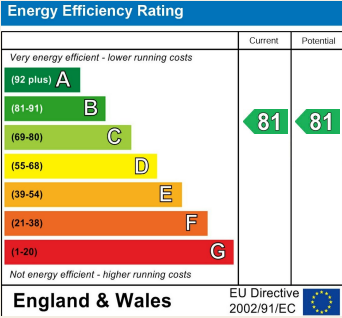 Energy Efficiency Rating
Current Potential
Very energy efficient - lower running costs
(92 plus) A
(81-91) B
(69-80) C
(55-68) D
(39-54) E
(21-38) F
(1-20) G
81 81
Not energy efficient - higher running costs
England & Wales
EU Directive
2002/91/EC